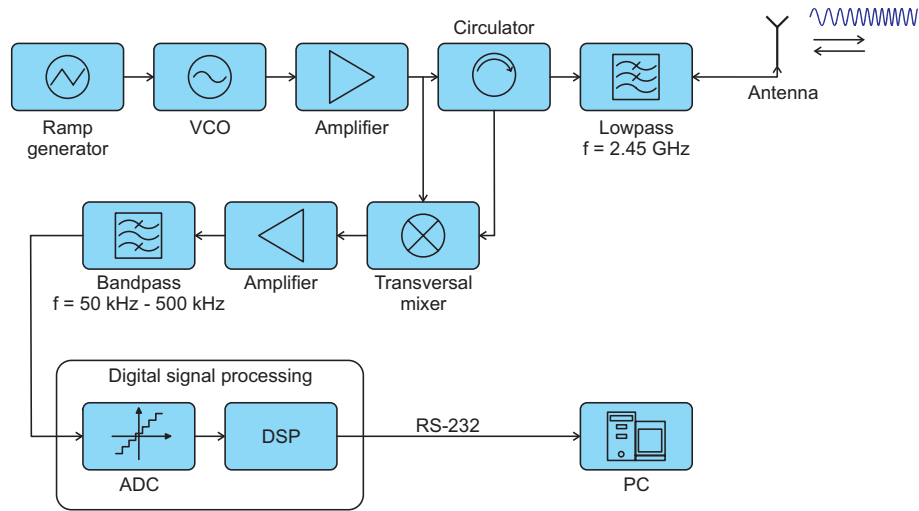 Circulator
Ramp
generator
VCO
Amplifier
Lowpass
f = 2.45 GHz
Antenna
Bandpass
f = 50 kHz - 500 kHz
Amplifier
Transversal
mixer
Digital signal processing
ADC
DSP
RS-232
PC